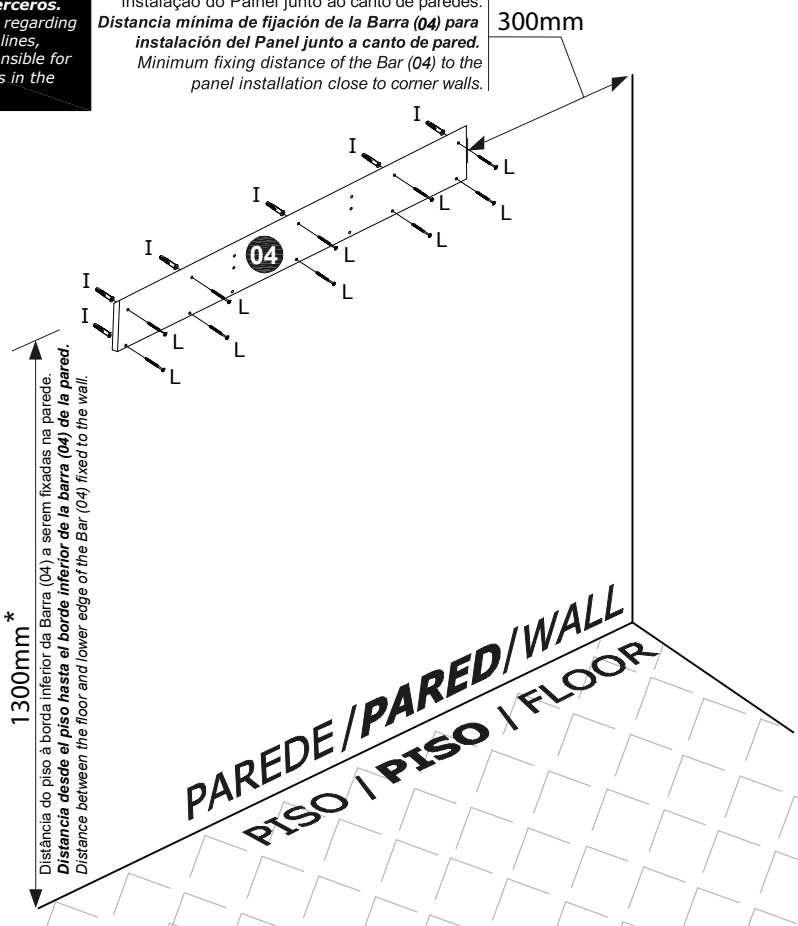 erceros.
regarding
lines,
nsible for
s in the
instalação do Painel junto ao canto de paredes.
Distancia mínima de fijación de la Barra (04) para
instalación del Panel junto a canto de pared.
Minimum fixing distance of the Bar (04) to the
panel installation close to corner walls.
300mm
I
L
I
L
L
I
L
04
L
I
L
I
L
I
L
L
L
1300mm*
Distância do piso à borda inferior da Barra (04) a serem fixadas na parede.
Distancia desde el piso hasta el borde inferior de la barra (04) de la pared.
Distance between the floor and lower edge of the Bar (04) fixed to the wall.
PAREDE / PARED / WALL
PISO / PISO / FLOOR